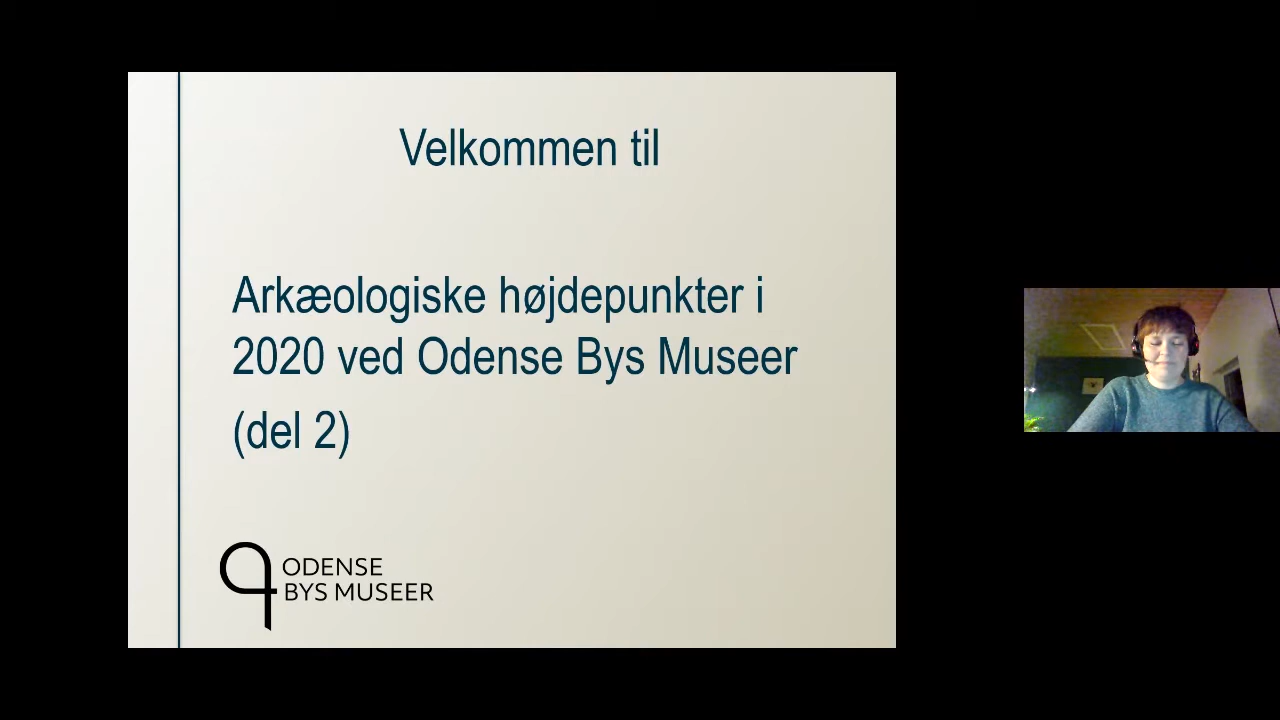 Velkommen til
Arkæologiske højdepunkter i
2020 ved Odense Bys Museer
(del 2)
ODENSE
BYS MUSEER